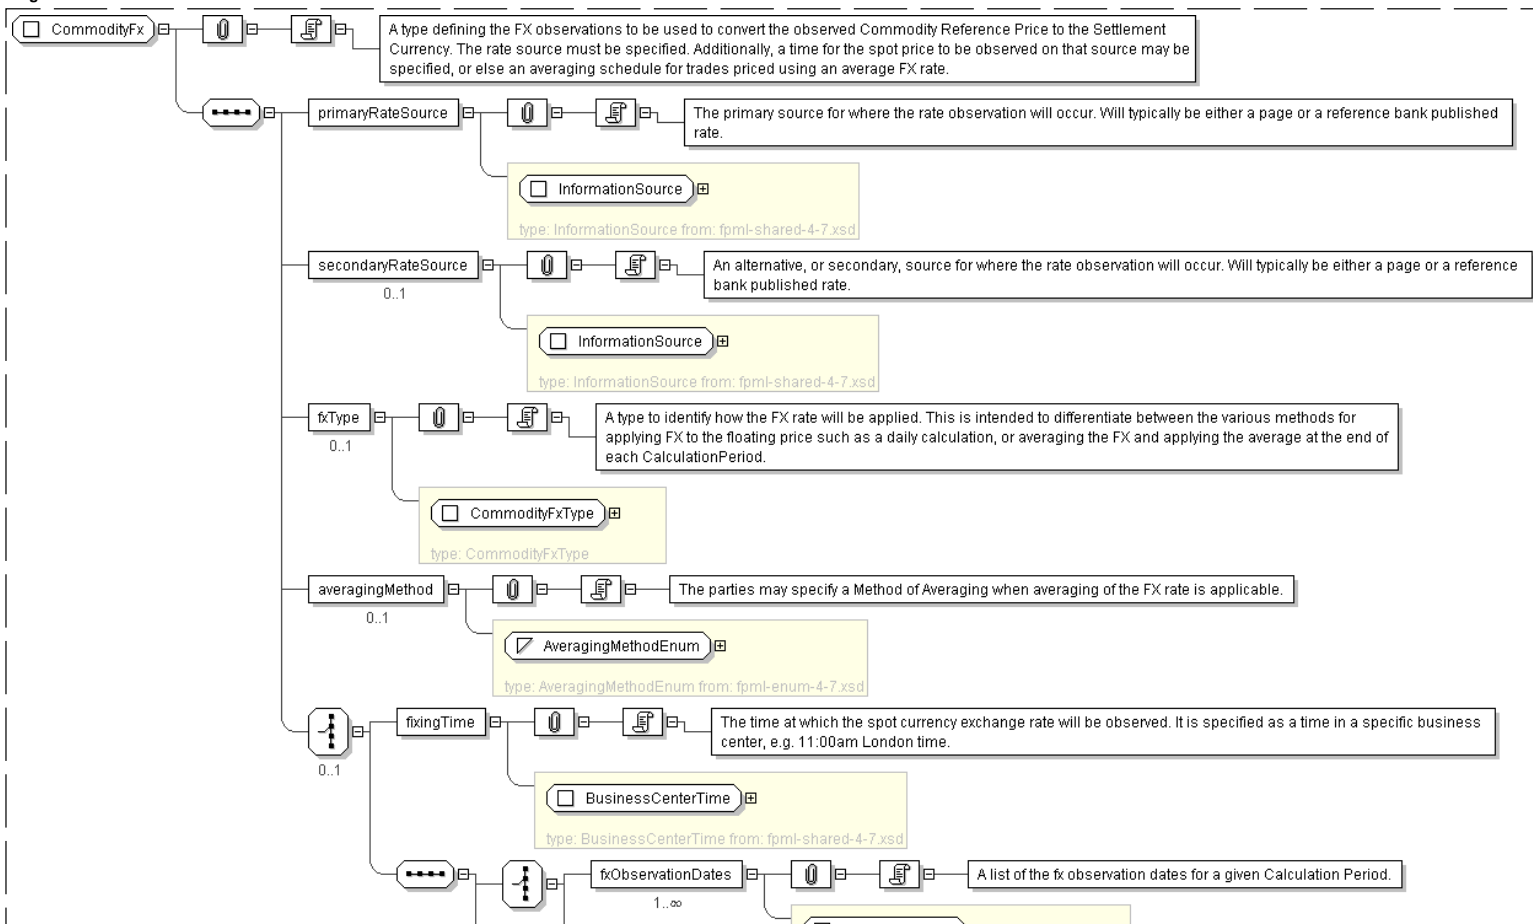 CommodityFx
A type defining the FX observations to be used to convert the observed Commodity Reference Price to the Settlement
Currency. The rate source must be specified. Additionally, a time for the spot price to be observed on that source may be
specified, or else an averaging schedule for trades priced using an average FX rate.
primaryRateSource
The primary source for where the rate observation will occur. Will typically be either a page or a reference bank published
rate.
InformationSource
type: InformationSource from: fpml-shared-4-7.xsd
secondaryRateSource
0..1
An alternative, or secondary, source for where the rate observation will occur. Will typically be either a page or a reference
bank published rate.
InformationSource
type: InformationSource from: fpml-shared-4-7.xsd
fxType
0..1
A type to identify how the FX rate will be applied. This is intended to differentiate between the various methods for
applying FX to the floating price such as a daily calculation, or averaging the FX and applying the average at the end of
each CalculationPeriod.
CommodityFxType
type: CommodityFxType
averagingMethod
0..1
The parties may specify a Method of Averaging when averaging of the FX rate is applicable.
AveragingMethodEnum
type: AveragingMethodEnum from: fpml-enum-4-7.xsd
0..1
fixingTime
The time at which the spot currency exchange rate will be observed. It is specified as a time in a specific business
center, e.g. 11:00am London time.
BusinessCenterTime
type: BusinessCenterTime from: fpml-shared-4-7.xsd
fxObservationDates
1..∞
A list of the fx observation dates for a given Calculation Period.